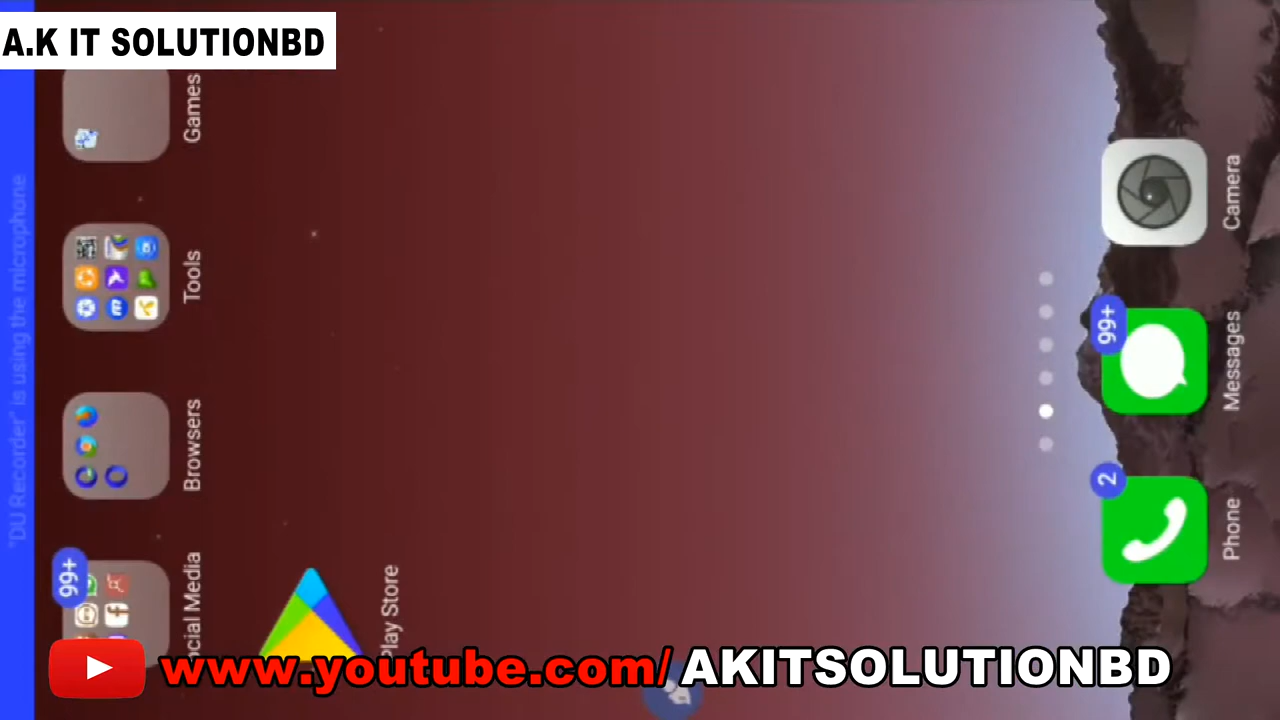 A.K IT SOLUTIONBD
"DU Recorder" is using the microphone
Games
Tools
Browsers
99+
Social Media
Play Store
Camera
99+
Messages
2
Phone
www.youtube.com/ AKITSOLUTIONBD